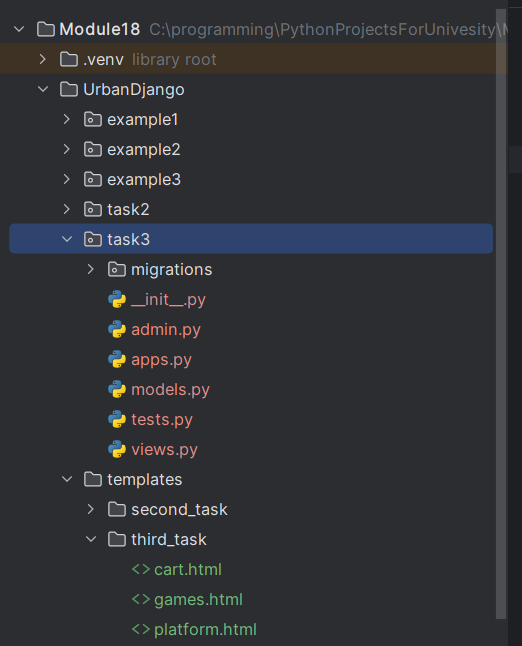 Module18 C:\programming\PythonProjectsForUnivesity\M
.venv library root
UrbanDjango
example1
example2
example3
task2
task3
migrations
__init__.py
admin.py
apps.py
models.py
tests.py
views.py
templates
second_task
third_task
cart.html
games.html
platform.html